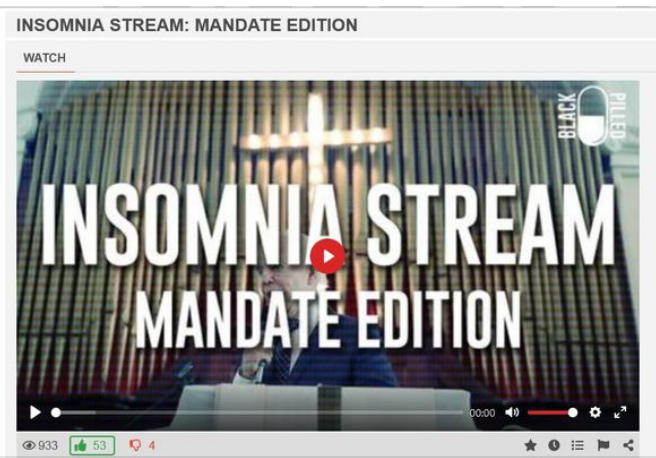 INSOMNIA STREAM: MANDATE EDITION
WATCH
BLACK PILLED
INSOMNIA STREAM
MANDATE EDITION
00:00
933 53 4